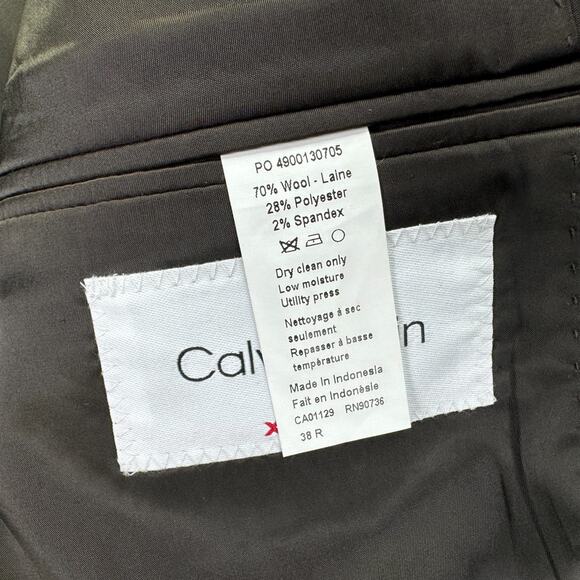 PO 4900130705
70% Wool - Laine
28% Polyester
2% Spandex
Dry clean only
Low moisture
Utility press
Nettoyage à sec
seulement
Repasser à basse
température
Made in Indonesia
Fait en Indonèsie
CA01129 RN90736
38 R